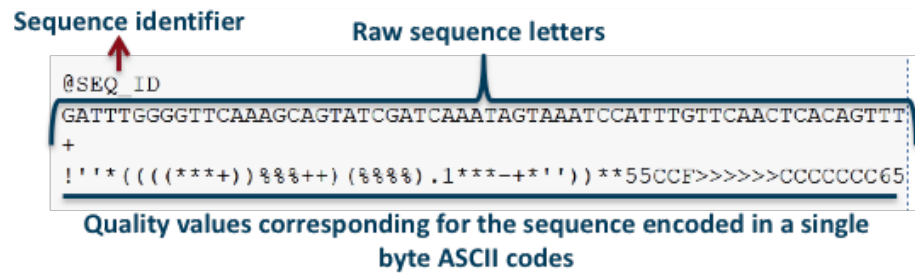 Sequence identifier
Raw sequence letters
@SEQ_ID
GATTTGGGGTTCAAAGCAGTATCGATCAAATAGTAAATCCATTTGTTCAACTCACAGTTT
+
!''*((((***+))%%%++)(%%%%).1***-+*''))**55CCF>>>>>>CCCCCCC65
Quality values corresponding for the sequence encoded in a single
byte ASCII codes